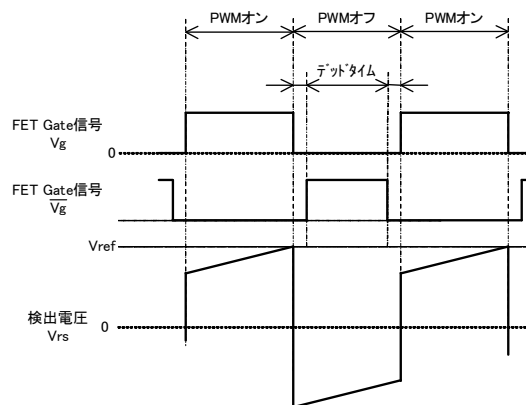 PWMオン
PWMオフ
PWMオン
ﾃﾞｯﾄﾞﾀｲﾑ
FET Gate信号
Vg
0
FET Gate信号
Vg
Vref
検出電圧
Vrs
0